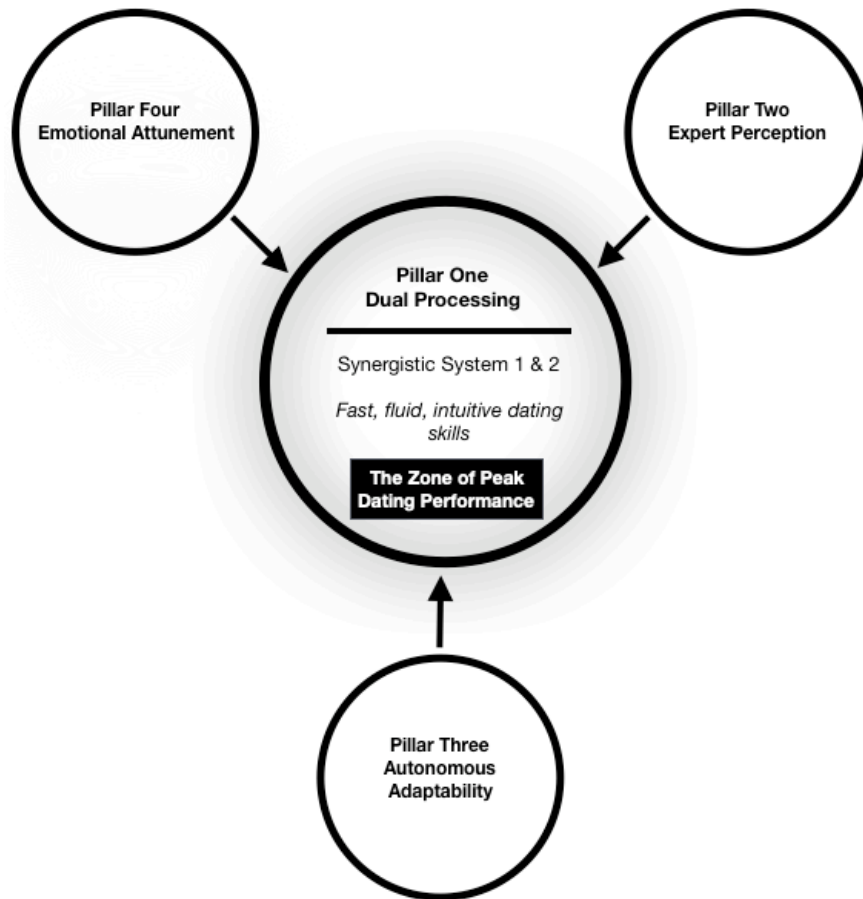 Pillar Four
Emotional Attunement
Pillar Two
Expert Perception
Pillar One
Dual Processing
Synergistic System 1 & 2
Fast, fluid, intuitive dating
skills
The Zone of Peak
Dating Performance
Pillar Three
Autonomous
Adaptability